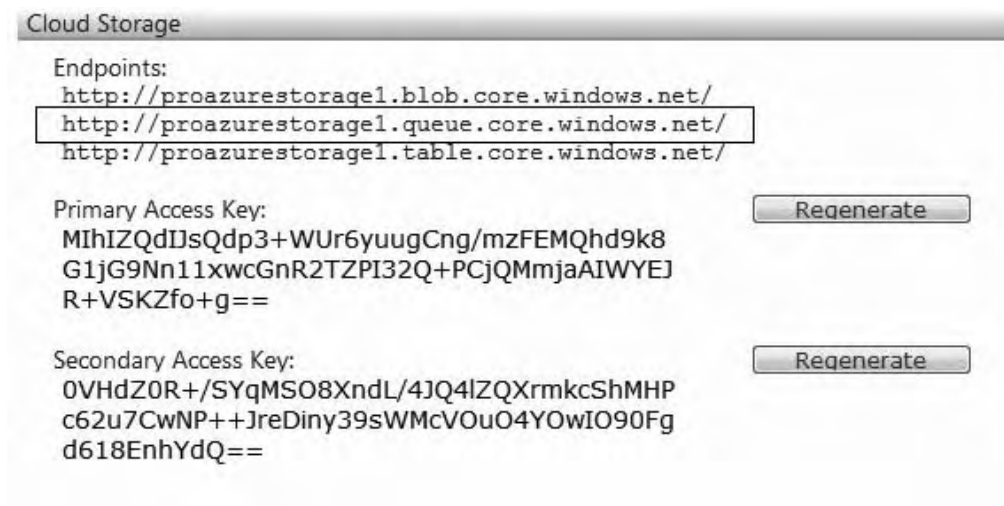 Cloud Storage
Endpoints:
http://proazurestorage1.blob.core.windows.net/
http://proazurestorage1.queue.core.windows.net/
http://proazurestorage1.table.core.windows.net/
Primary Access Key:
Regenerate
MIhIZQdIJsQdp3+WUr6yuugCng/mzFEMQhd9k8
G1jG9Nn11xwcGnR2TZPI32Q+PCjQMmjaAIWYEJ
R+VSKZfo+g==
Secondary Access Key:
Regenerate
0VHdZ0R+/SYqMSO8XndL/4JQ4lZQXrmkcShMHP
c62u7CwNP++JreDiny39sWMcVOuO4YOwIO90Fg
d618EnhYdQ==